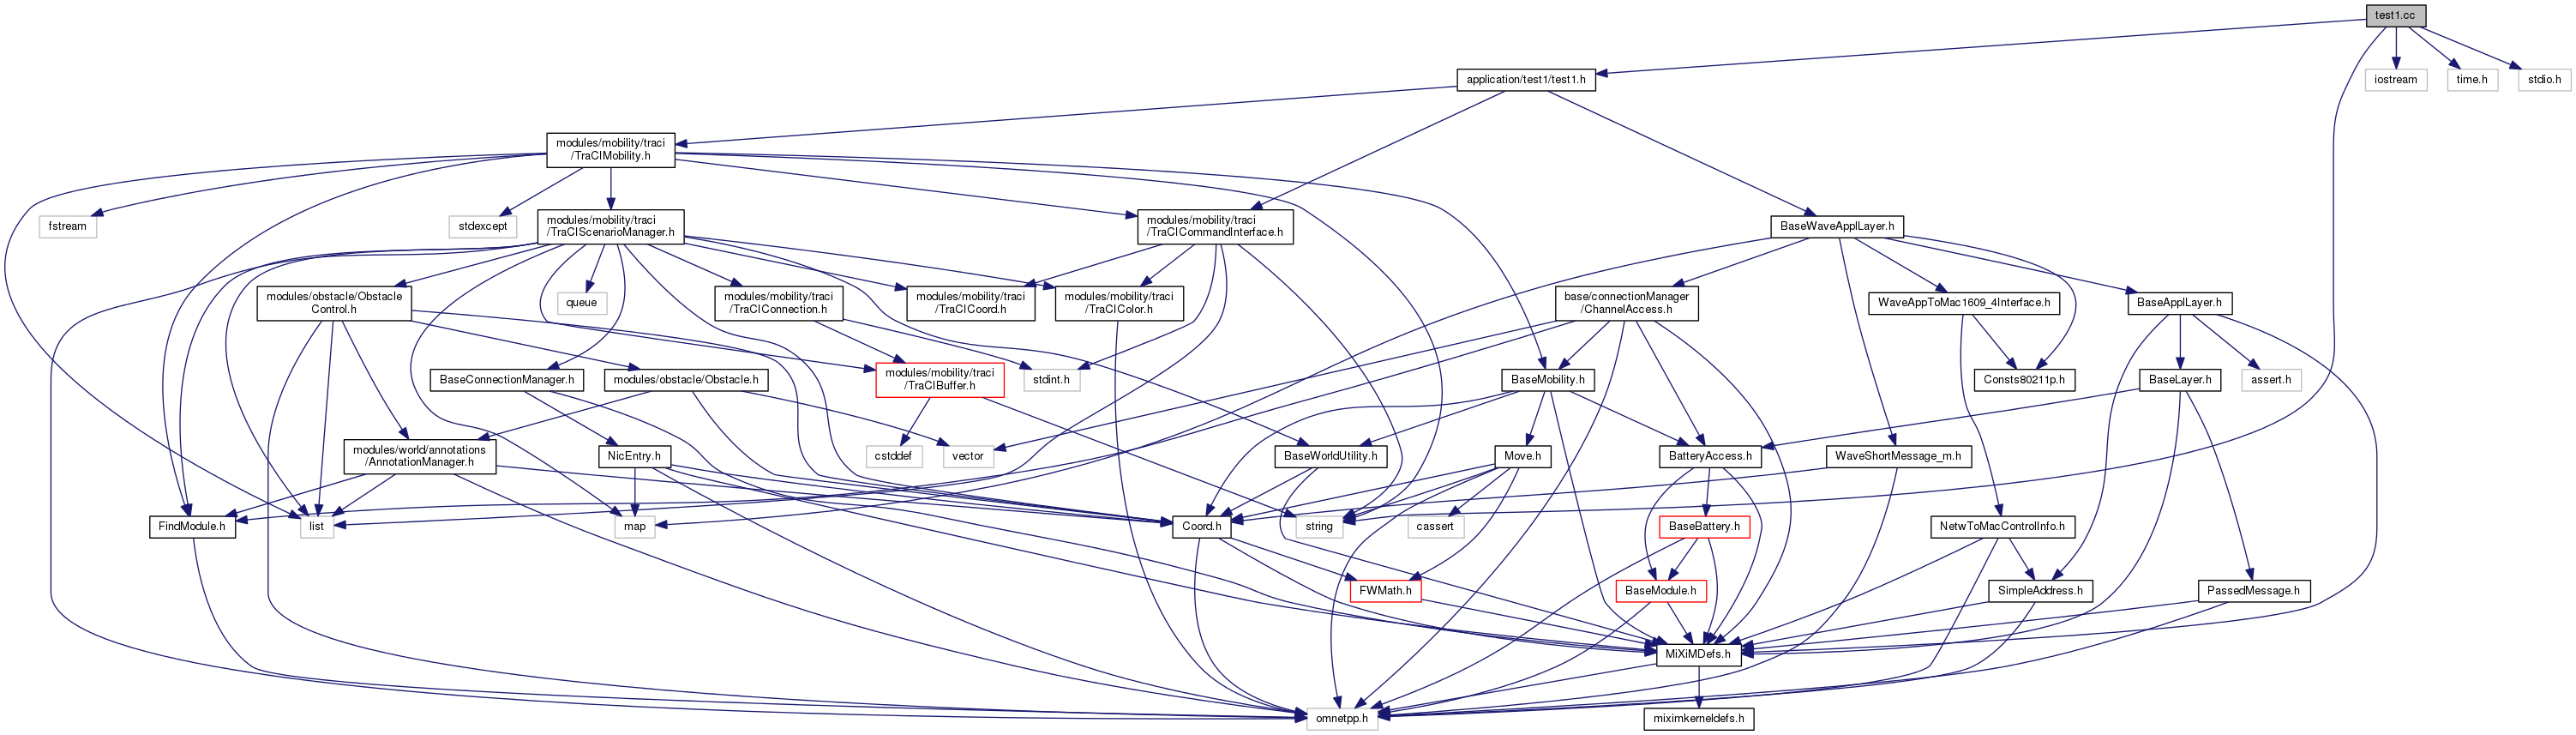 test1.cc
application/test1/test1.h
iostream
time.h
stdio.h
modules/mobility/traci
/TraCIMobility.h
fstream
stdexcept
modules/mobility/traci
/TraCIScenarioManager.h
modules/mobility/traci
/TraCICommandInterface.h
BaseWaveApplLayer.h
modules/obstacle/Obstacle
Control.h
queue
modules/mobility/traci
/TraCIConnection.h
modules/mobility/traci
/TraCICoord.h
modules/mobility/traci
/TraCIColor.h
base/connectionManager
/ChannelAccess.h
WaveAppToMac1609_4Interface.h
BaseApplLayer.h
BaseConnectionManager.h
modules/obstacle/Obstacle.h
modules/mobility/traci
/TraCIBuffer.h
stdint.h
BaseMobility.h
Consts80211p.h
BaseLayer.h
assert.h
modules/world/annotations
/AnnotationManager.h
NicEntry.h
cstddef
vector
BaseWorldUtility.h
Move.h
BatteryAccess.h
WaveShortMessage_m.h
FindModule.h
list
map
Coord.h
string
cassert
BaseBattery.h
NetwToMacControlInfo.h
FWMath.h
BaseModule.h
SimpleAddress.h
PassedMessage.h
MiXiMDefs.h
omnetpp.h
miximkerneldefs.h